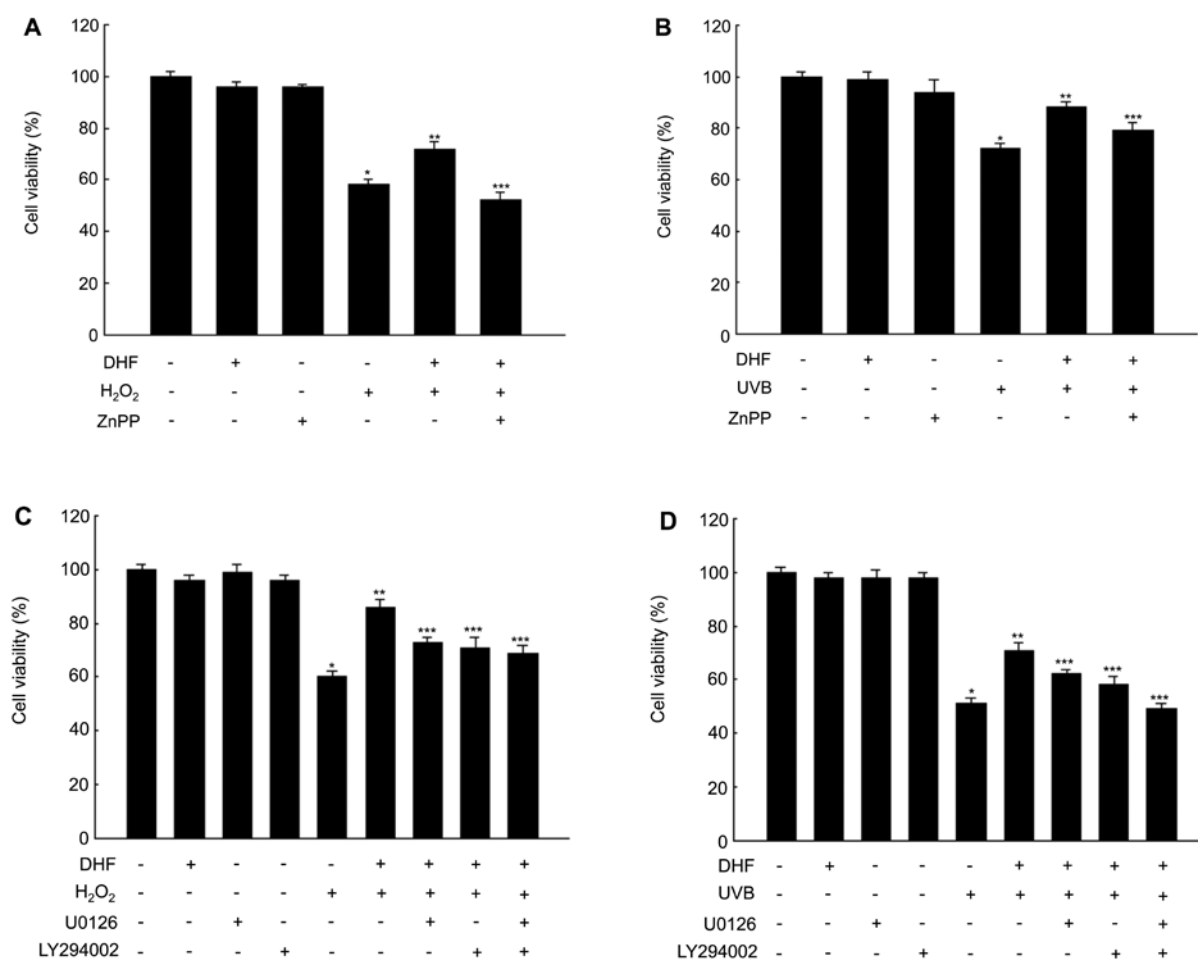 A
120
100
80
60
40
20
0
Cell viability (%)
* ** ***
DHF - + - - + +
H₂O₂ - - - + + +
ZnPP - - + - - +
B
120
100
80
60
40
20
0
Cell viability (%)
* ** ***
DHF - + - - + +
UVB - - - + + +
ZnPP - - + - - +
C
120
100
80
60
40
20
0
Cell viability (%)
* ** *** *** ***
DHF - + - - - + + + +
H₂O₂ - - - - + + + + +
U0126 - - + - - - + - +
LY294002 - - - + - - - + +
D
120
100
80
60
40
20
0
Cell viability (%)
* ** *** *** ***
DHF - + - - - + + + +
UVB - - - - + + + + +
U0126 - - + - - - + - +
LY294002 - - - + - - - + +